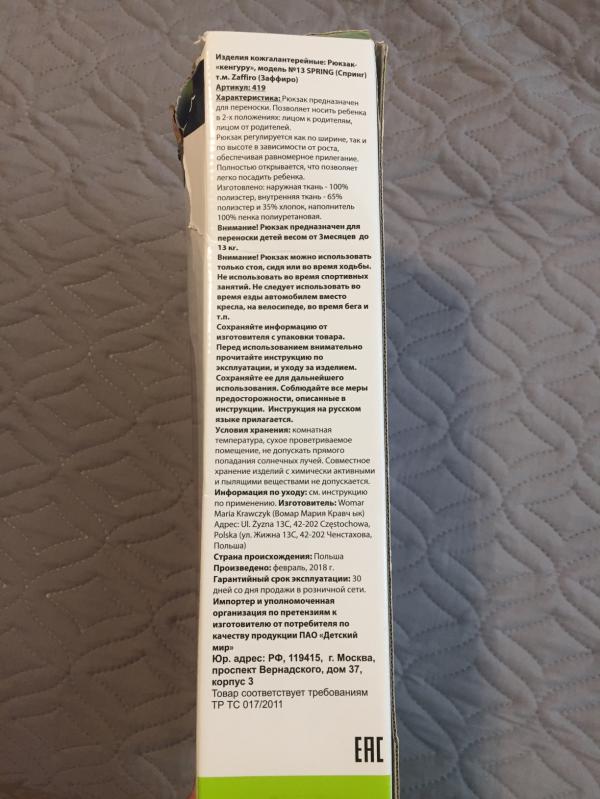 Изделия кожгалантерейные: Рюкзак-
«кенгуру», модель №13 SPRING (Спринг)
т.м. Zaffiro (Заффиро)
Артикул: 419
Характеристика: Рюкзак предназначен
для переноски. Позволяет носить ребенка
в 2-х положениях: лицом к родителям,
лицом от родителей.
Рюкзак регулируется как по ширине, так и
по высоте в зависимости от роста,
обеспечивая равномерное прилегание.
Полностью открывается, что позволяет
легко посадить ребенка.
Изготовлено: наружная ткань - 100%
полиэстер, внутренняя ткань - 65%
полиэстер и 35% хлопок, наполнитель
100% пенка полиуретановая.
Внимание! Рюкзак предназначен для
переноски детей весом от 3месяцев до
13 кг.
Внимание! Рюкзак можно использовать
только стоя, сидя или во время ходьбы.
Не использовать во время спортивных
занятий. Не следует использовать во
время езды автомобилем вместо
кресла, на велосипеде, во время бега и
т.п.
Сохраняйте информацию от
изготовителя с упаковки товара.
Перед использованием внимательно
прочитайте инструкцию по
эксплуатации, и уходу за изделием.
Сохраняйте ее для дальнейшего
использования. Соблюдайте все меры
предосторожности, описанные в
инструкции. Инструкция на русском
языке прилагается.
Условия хранения: комнатная
температура, сухое проветриваемое
помещение, не допускать прямого
попадания солнечных лучей. Совместное
хранение изделий с химически активными
и пылящими веществами не допускается.
Информация по уходу: см. инструкцию
по применению. Изготовитель: Womar
Maria Krawczyk (Вомар Мария Кравч ык)
Адрес: Ul. Żyzna 13C, 42-202 Częstochowa,
Polska (ул. Жижна 13С, 42-202 Ченстахова,
Польша)
Страна происхождения: Польша
Произведено: февраль, 2018 г.
Гарантийный срок эксплуатации: 30
дней со дня продажи в розничной сети.
Импортер и уполномоченная
организация по претензиям к
изготовителю от потребителя по
качеству продукции ПАО «Детский
мир»
Юр. адрес: РФ, 119415, г. Москва,
проспект Вернадского, дом 37,
корпус 3
Товар соответствует требованиям
ТР ТС 017/2011
EAC